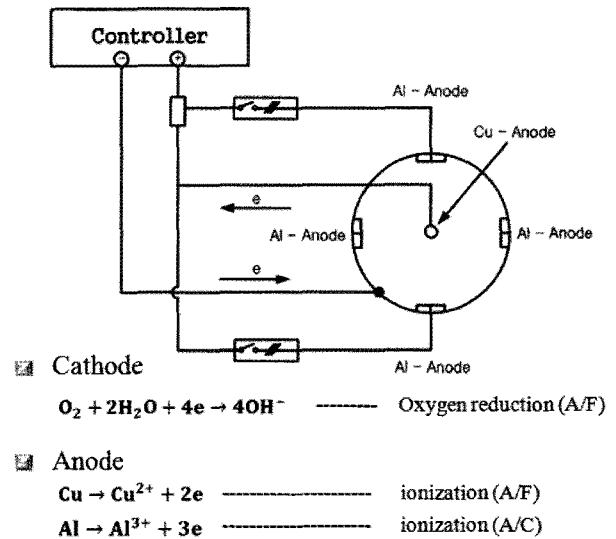 Controller
- +
Al - Anode
Cu - Anode
e
Al - Anode
Al - Anode
e
Al - Anode
Cathode
O₂ + 2H₂O + 4e → 4OH⁻ -------- Oxygen reduction (A/F)
Anode
Cu → Cu²⁺ + 2e ---------------- ionization (A/F)
Al → Al³⁺ + 3e ---------------- ionization (A/C)